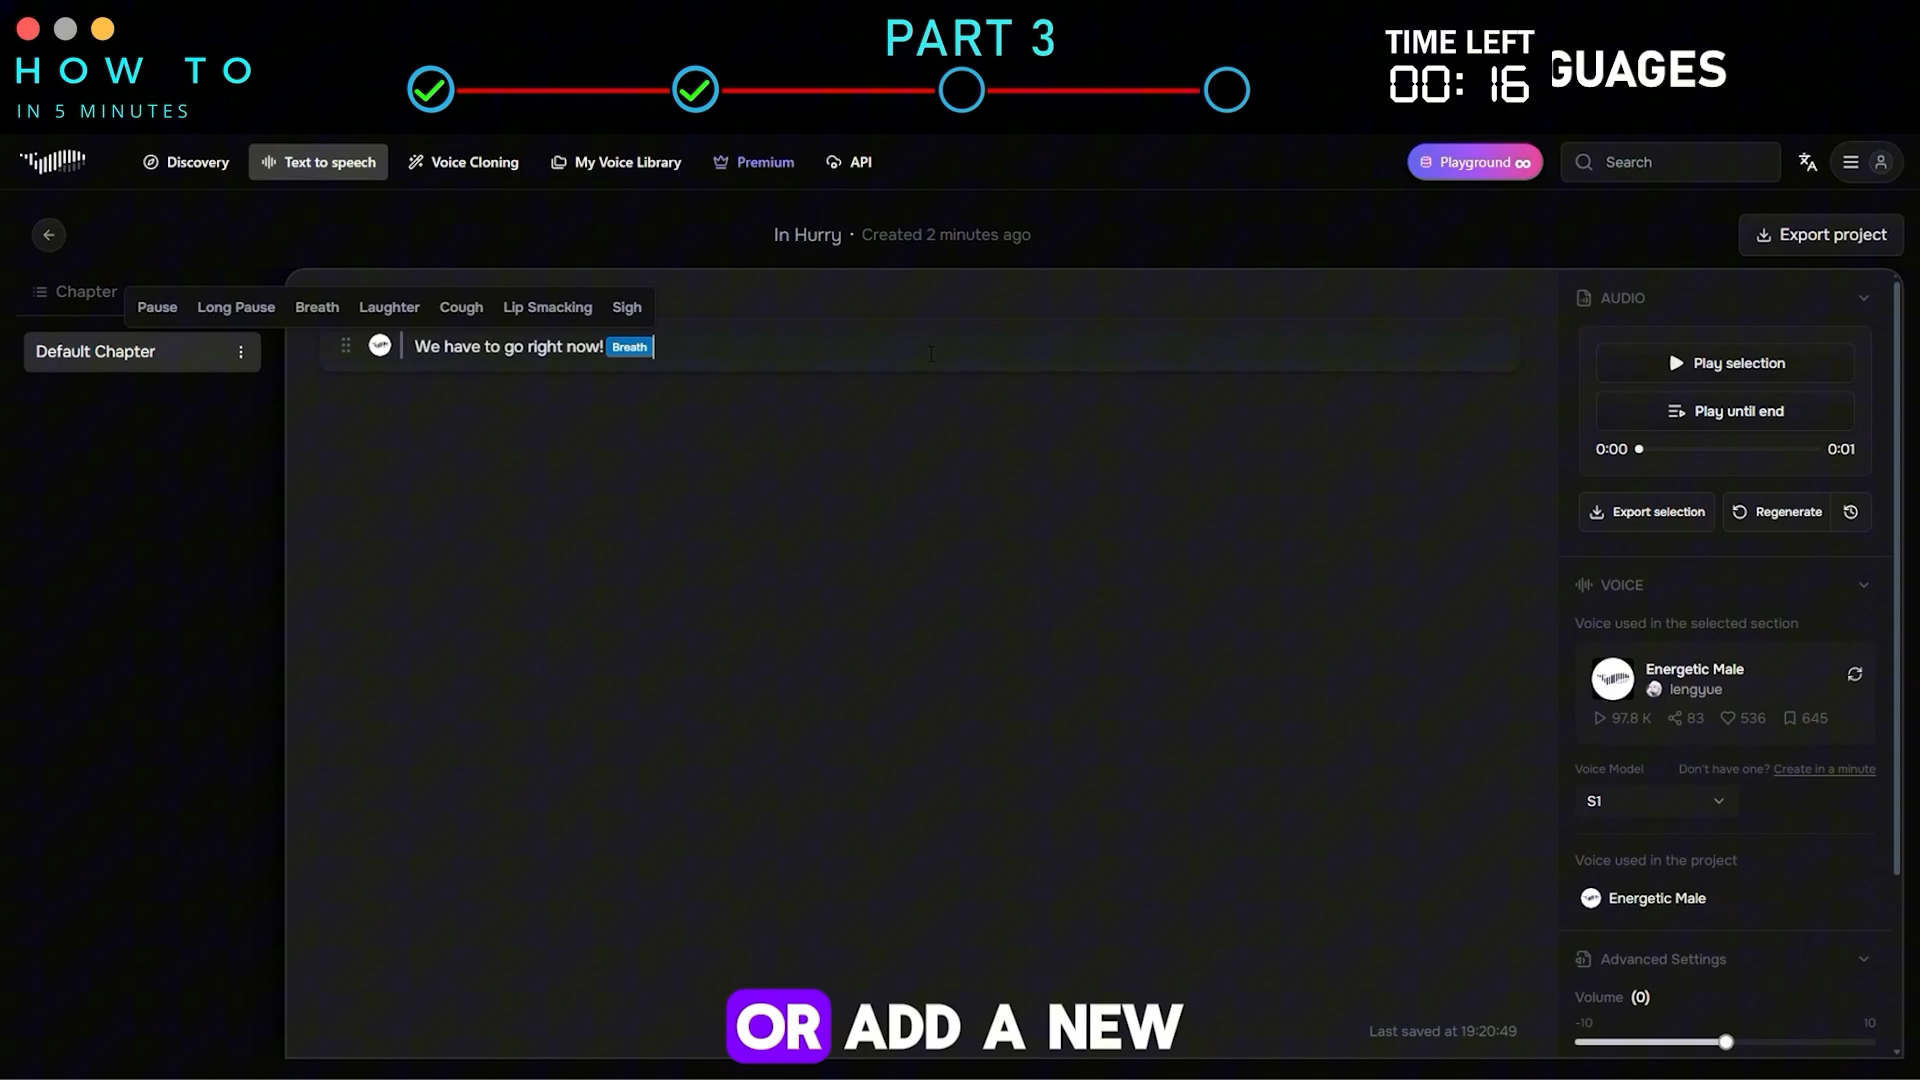 PART 3
HOW TO
IN 5 MINUTES
TIME LEFT
00: 16
GUAGES
Discovery
Text to speech
Voice Cloning
My Voice Library
Premium
API
Playground ∞
Search
In Hurry · Created 2 minutes ago
Export project
Chapter
Pause Long Pause Breath Laughter Cough Lip Smacking Sigh
Default Chapter
We have to go right now! Breath
AUDIO
Play selection
Play until end
0:00 0:01
Export selection Regenerate
VOICE
Voice used in the selected section
Energetic Male
lengyue
97.8 K 83 536 645
Voice Model Don't have one? Create in a minute
S1
Voice used in the project
Energetic Male
Advanced Settings
Volume (0)
-10 10
OR ADD A NEW
Last saved at 19:20:49